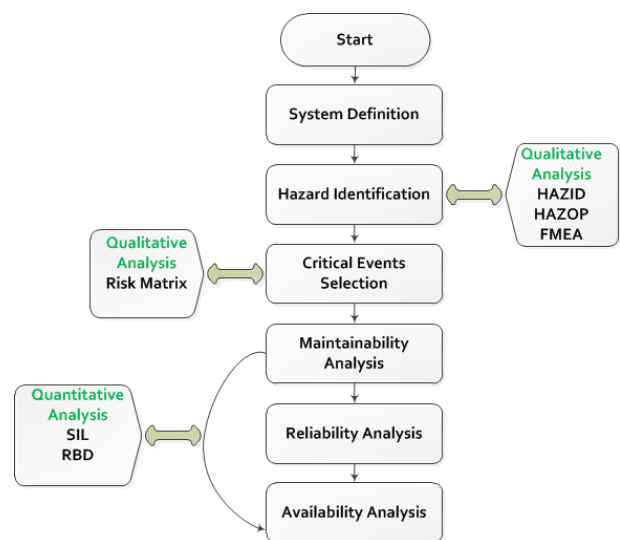 Start
System Definition
Hazard Identification
Qualitative
Analysis
HAZID
HAZOP
FMEA
Critical Events
Selection
Qualitative
Analysis
Risk Matrix
Maintainability
Analysis
Quantitative
Analysis
SIL
RBD
Reliability Analysis
Availability Analysis